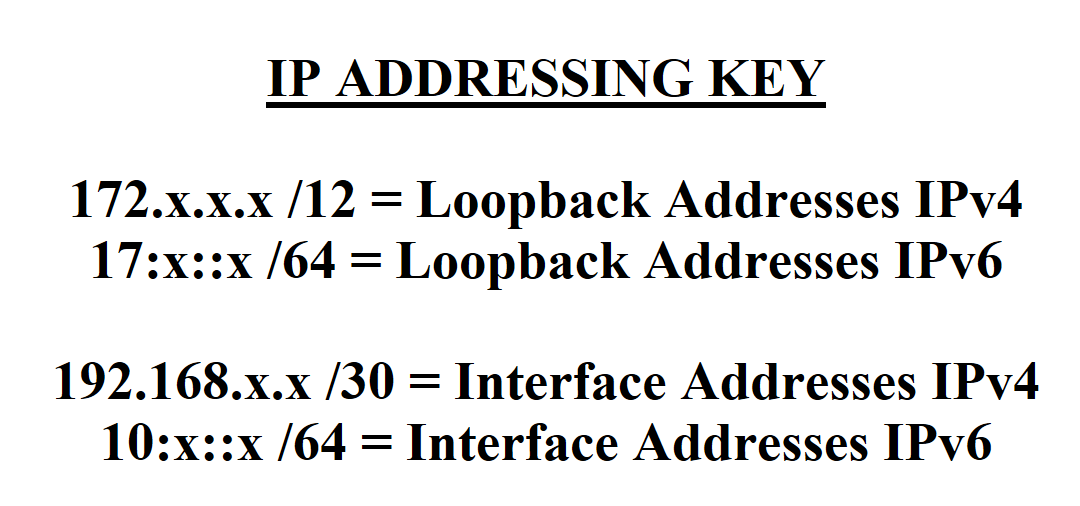 IP ADDRESSING KEY
172.x.x.x /12 = Loopback Addresses IPv4
17:x::x /64 = Loopback Addresses IPv6
192.168.x.x /30 = Interface Addresses IPv4
10:x::x /64 = Interface Addresses IPv6